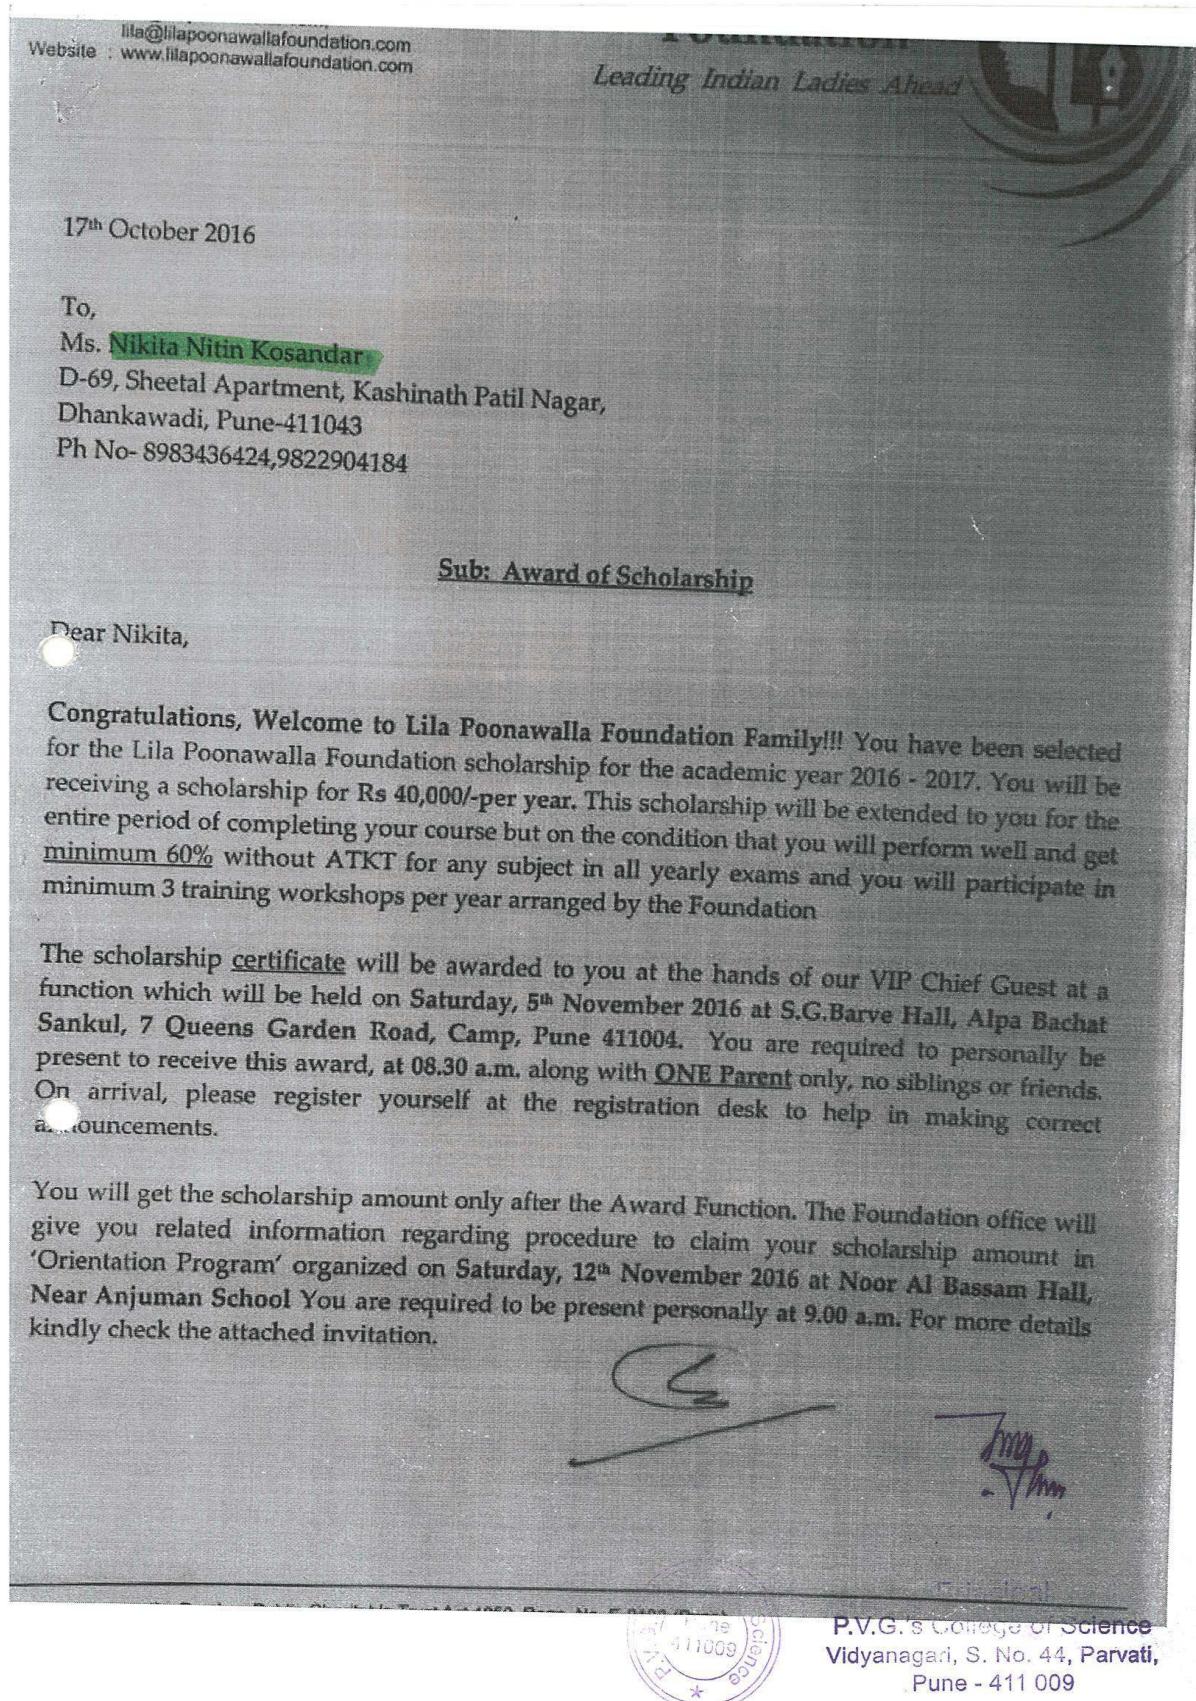 lila@lilapoonawallafoundation.com
Website : www.lilapoonawallafoundation.com
Foundation
Leading Indian Ladies Ahead
17th October 2016
To,
Ms. Nikita Nitin Kosandar
D-69, Sheetal Apartment, Kashinath Patil Nagar,
Dhankawadi, Pune-411043
Ph No- 8983436424,9822904184
Sub: Award of Scholarship
Dear Nikita,
Congratulations, Welcome to Lila Poonawalla Foundation Family!!! You have been selected
for the Lila Poonawalla Foundation scholarship for the academic year 2016 - 2017. You will be
receiving a scholarship for Rs 40,000/-per year. This scholarship will be extended to you for the
entire period of completing your course but on the condition that you will perform well and get
minimum 60% without ATKT for any subject in all yearly exams and you will participate in
minimum 3 training workshops per year arranged by the Foundation
The scholarship certificate will be awarded to you at the hands of our VIP Chief Guest at a
function which will be held on Saturday, 5th November 2016 at S.G.Barve Hall, Alpa Bachat
Sankul, 7 Queens Garden Road, Camp, Pune 411004. You are required to personally be
present to receive this award, at 08.30 a.m. along with ONE Parent only, no siblings or friends.
On arrival, please register yourself at the registration desk to help in making correct
announcements.
You will get the scholarship amount only after the Award Function. The Foundation office will
give you related information regarding procedure to claim your scholarship amount in
'Orientation Program' organized on Saturday, 12th November 2016 at Noor Al Bassam Hall,
Near Anjuman School You are required to be present personally at 9.00 a.m. For more details
kindly check the attached invitation.
Principal
P.V.G.'s College of Science
Vidyanagari, S. No. 44, Parvati,
Pune - 411 009
411009
Science